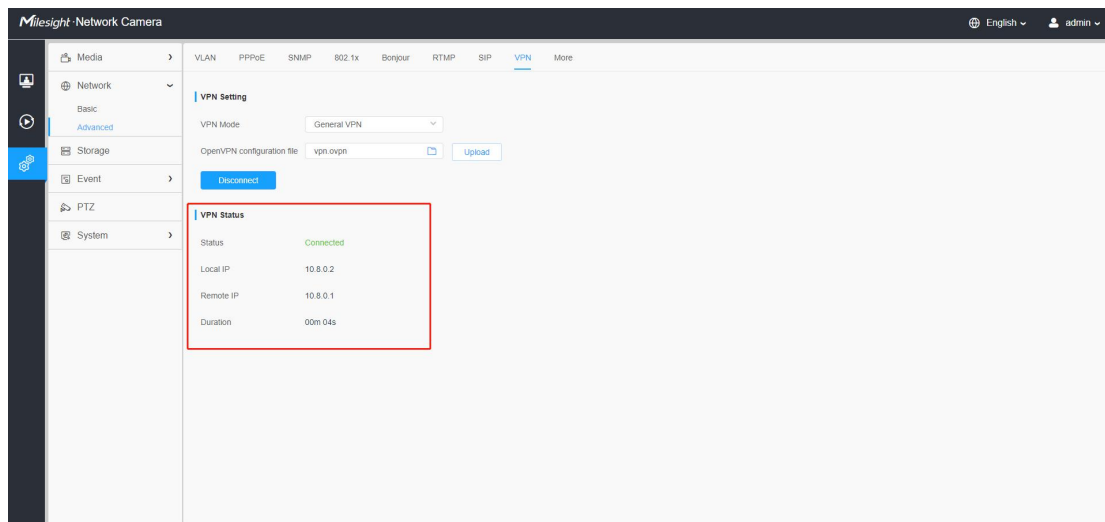 Milesight · Network Camera
English
admin
Media
Network
Basic
Advanced
Storage
Event
PTZ
System
VLAN PPPoE SNMP 802.1x Bonjour RTMP SIP VPN More
VPN Setting
VPN Mode General VPN
OpenVPN configuration file vpn.ovpn Upload
Disconnect
VPN Status
Status Connected
Local IP 10.8.0.2
Remote IP 10.8.0.1
Duration 00m 04s